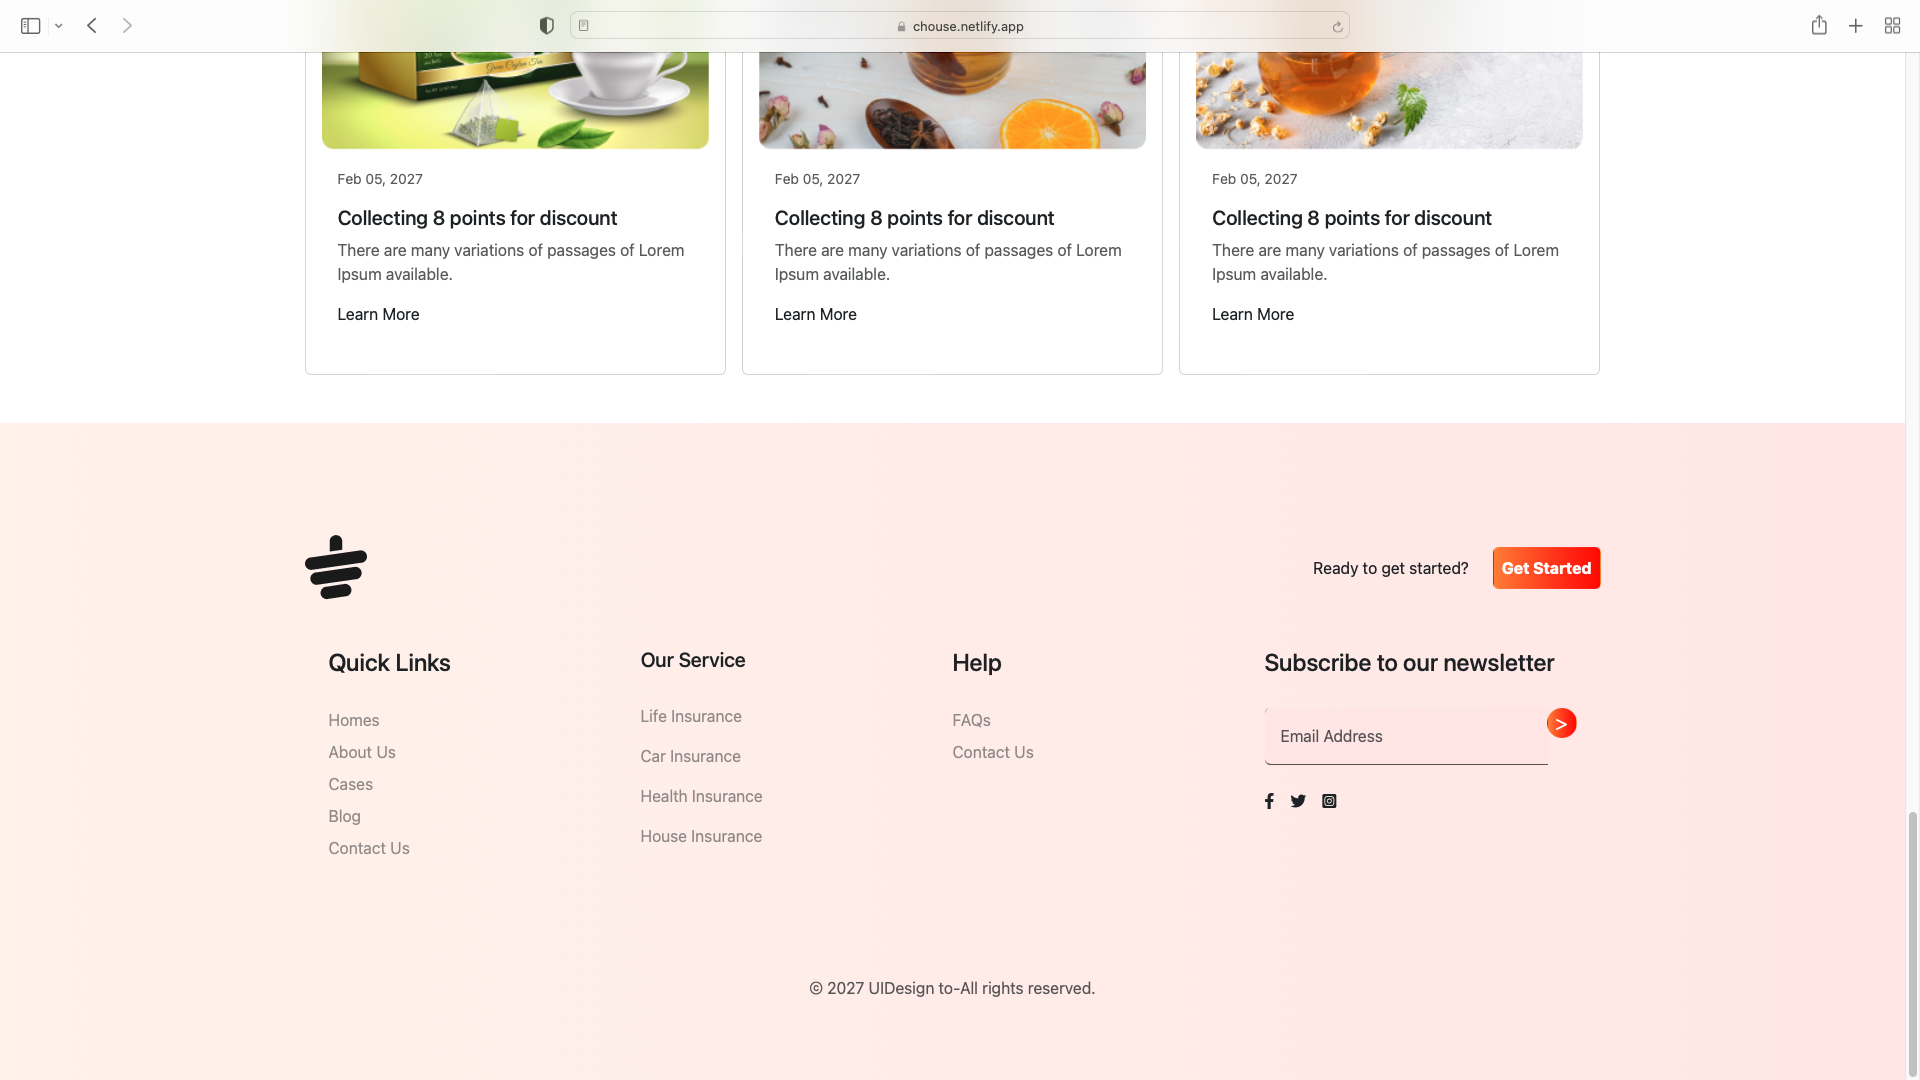 chouse.netlify.app
Green Ceylon Tea
Feb 05, 2027
Collecting 8 points for discount
There are many variations of passages of Lorem
Ipsum available.
Learn More
Feb 05, 2027
Collecting 8 points for discount
There are many variations of passages of Lorem
Ipsum available.
Learn More
Feb 05, 2027
Collecting 8 points for discount
There are many variations of passages of Lorem
Ipsum available.
Learn More
Ready to get started?
Get Started
Quick Links
Homes
About Us
Cases
Blog
Contact Us
Our Service
Life Insurance
Car Insurance
Health Insurance
House Insurance
Help
FAQs
Contact Us
Subscribe to our newsletter
Email Address
>
© 2027 UIDesign to-All rights reserved.